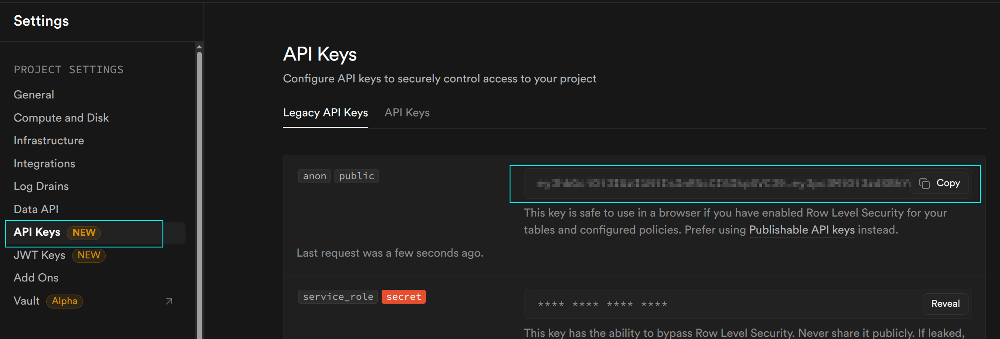 Settings
PROJECT SETTINGS
General
Compute and Disk
Infrastructure
Integrations
Log Drains
Data API
API Keys NEW
JWT Keys NEW
Add Ons
Vault Alpha
API Keys
Configure API keys to securely control access to your project
Legacy API Keys API Keys
anon public
Copy
This key is safe to use in a browser if you have enabled Row Level Security for your
tables and configured policies. Prefer using Publishable API keys instead.
Last request was a few seconds ago.
service_role secret
**** **** **** ****
Reveal
This key has the ability to bypass Row Level Security. Never share it publicly. If leaked,